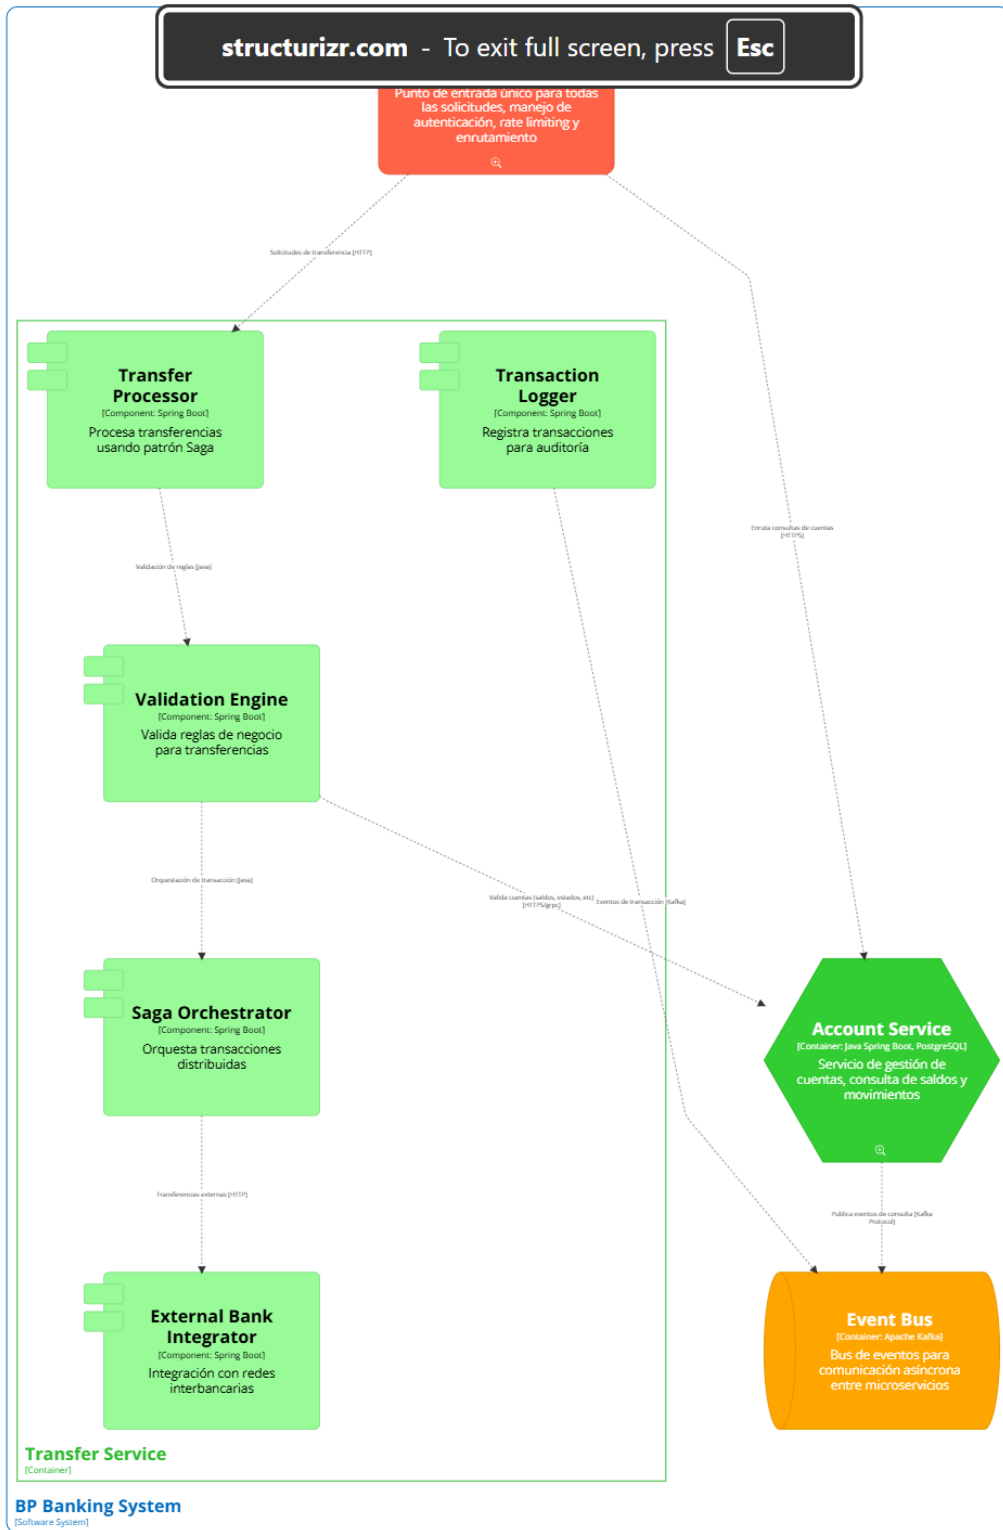 structurizr.com - To exit full screen, press Esc
Punto de entrada único para todas
las solicitudes, manejo de
autenticación, rate limiting y
enrutamiento
Solicitudes de transferencia [HTTP]
Transfer
Processor
[Component: Spring Boot]
Procesa transferencias
usando patrón Saga
Transaction
Logger
[Component: Spring Boot]
Registra transacciones
para auditoría
Enruta consultas de cuentas
[HTTPS]
Validación de reglas [Java]
Validation Engine
[Component: Spring Boot]
Valida reglas de negocio
para transferencias
Orquestación de transacción [Java]
Valida cuentas (saldos, estados, etc)
[HTTPS/grpc]
Eventos de transacción [Kafka]
Saga Orchestrator
[Component: Spring Boot]
Orquesta transacciones
distribuidas
Account Service
[Container: Java Spring Boot, PostgreSQL]
Servicio de gestión de
cuentas, consulta de saldos y
movimientos
Transferencias externas [HTTP]
Publica eventos de consulta [Kafka
Protocol]
External Bank
Integrator
[Component: Spring Boot]
Integración con redes
interbancarias
Event Bus
[Container: Apache Kafka]
Bus de eventos para
comunicación asíncrona
entre microservicios
Transfer Service
[Container]
BP Banking System
[Software System]